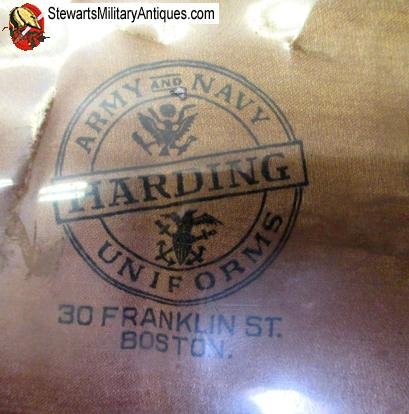 StewartsMilitaryAntiques.com
ARMY AND NAVY
HARDING
UNIFORMS
30 FRANKLIN ST.
BOSTON.